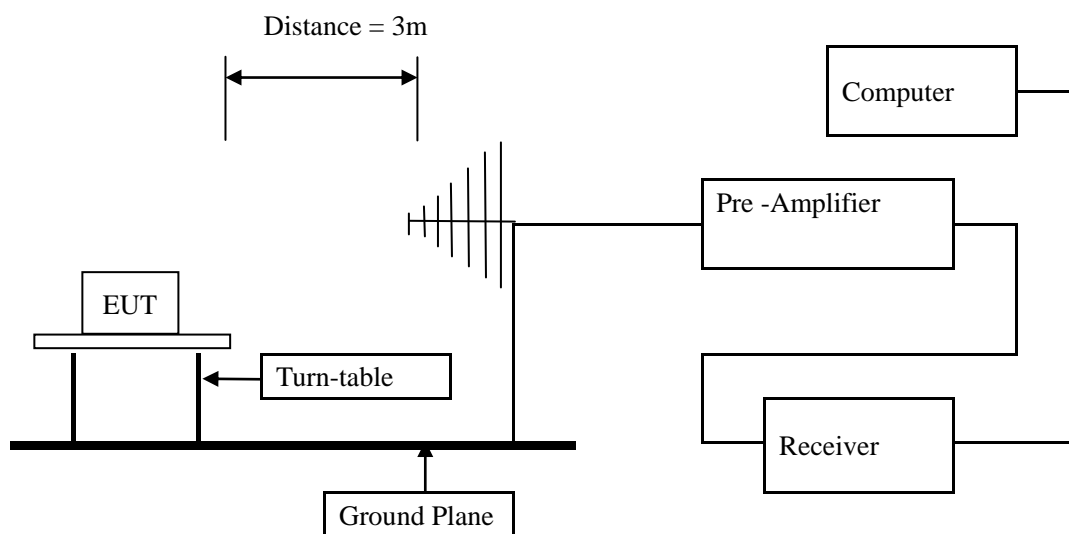 Distance = 3m
Computer
Pre -Amplifier
EUT
Turn-table
Receiver
Ground Plane